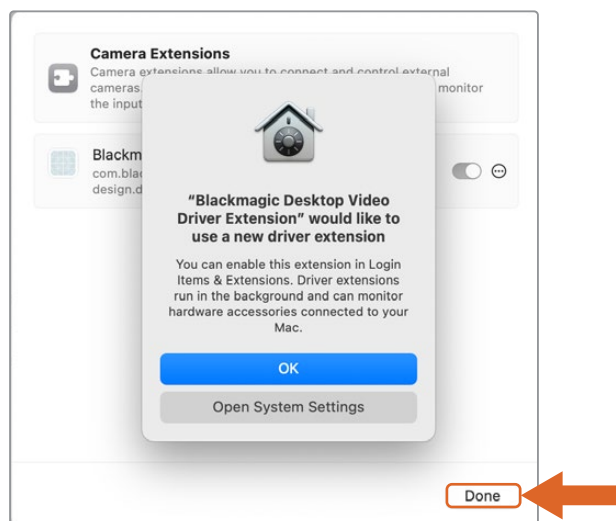 Camera Extensions
Camera extensions allow you to connect and control external
cameras.
monitor
the input
Blackm
com.blac
design.d
“Blackmagic Desktop Video
Driver Extension” would like to
use a new driver extension
You can enable this extension in Login
Items & Extensions. Driver extensions
run in the background and can monitor
hardware accessories connected to your
Mac.
OK
Open System Settings
Done